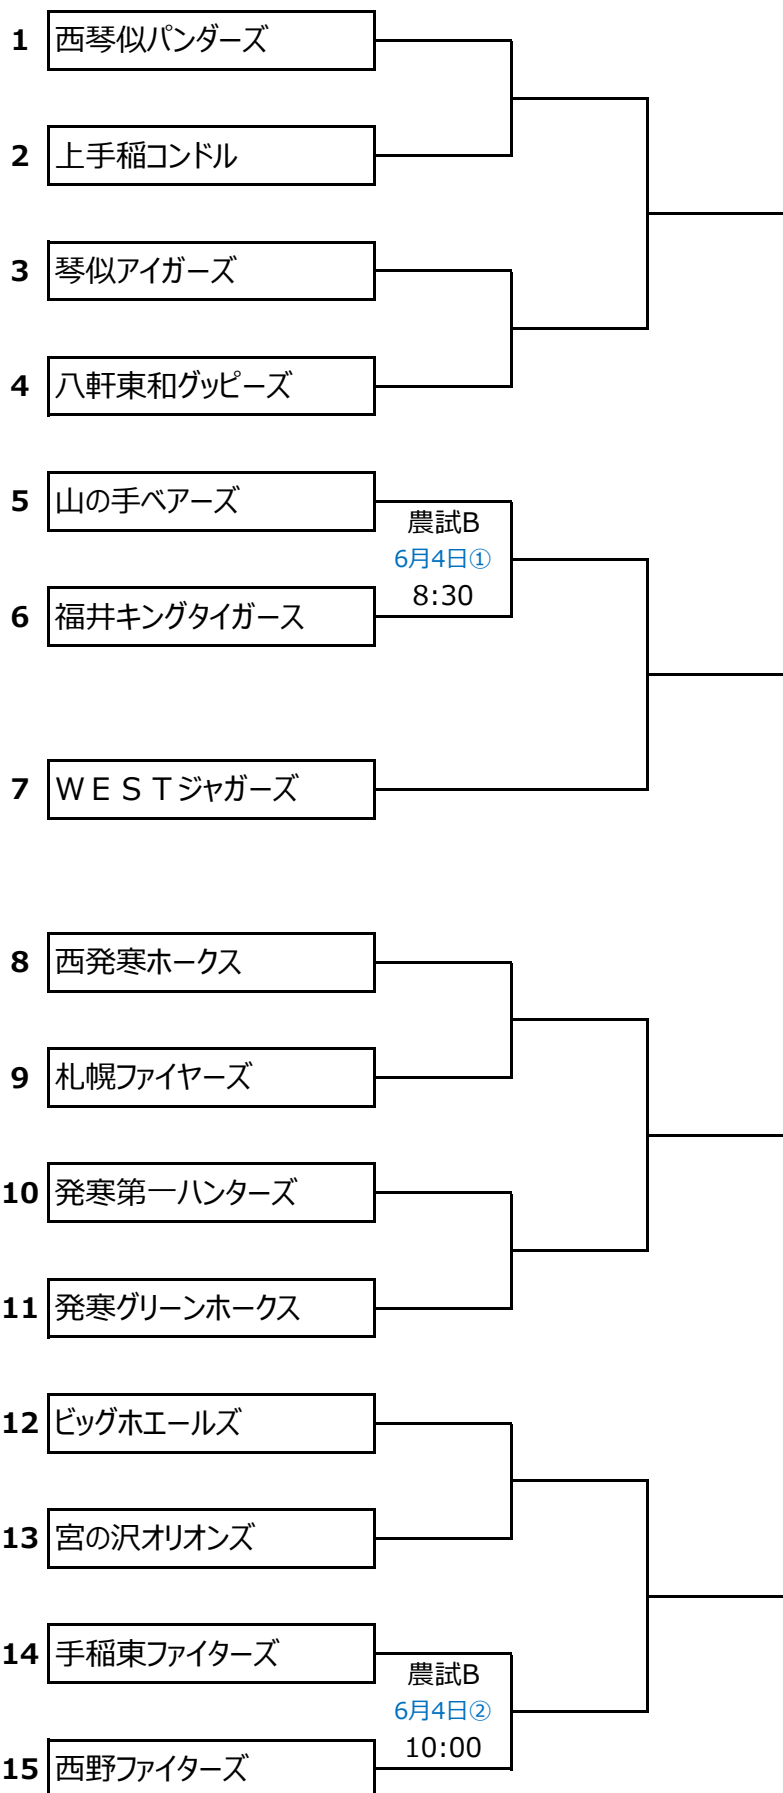 1 西琴似パンダーズ
2 上手稲コンドル
3 琴似アイガーズ
4 八軒東和グッピーズ
5 山の手ベアーズ
農試B
6月4日①
8:30
6 福井キングタイガース
7 ＷＥＳＴジャガーズ
8 西発寒ホークス
9 札幌ファイヤーズ
10 発寒第一ハンターズ
11 発寒グリーンホークス
12 ビッグホエールズ
13 宮の沢オリオンズ
14 手稲東ファイターズ
農試B
6月4日②
10:00
15 西野ファイターズ